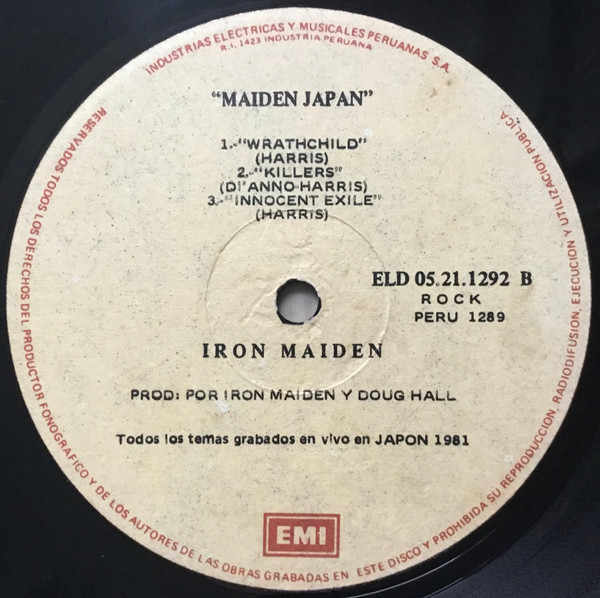 INDUSTRIAS ELECTRICAS Y MUSICALES PERUANAS S.A.
R.I. 1423 INDUSTRIA PERUANA
"MAIDEN JAPAN"
1.-"WRATHCHILD"
(HARRIS)
2.-"KILLERS"
(DI'ANNO-HARRIS)
3.-"INNOCENT EXILE"
(HARRIS)
ELD 05.21.1292 B
ROCK
PERU 1289
IRON MAIDEN
PROD: POR IRON MAIDEN Y DOUG HALL
Todos los temas grabados en vivo en JAPON 1981
EMI
RESERVADOS TODOS LOS DERECHOS DEL PRODUCTOR FONOGRAFICO Y DE LOS AUTORES DE LAS OBRAS GRABADAS EN ESTE DISCO Y PROHIBIDA SU REPRODUCCION, RADIODIFUSION, EJECUCION Y UTILIZACION PUBLICA